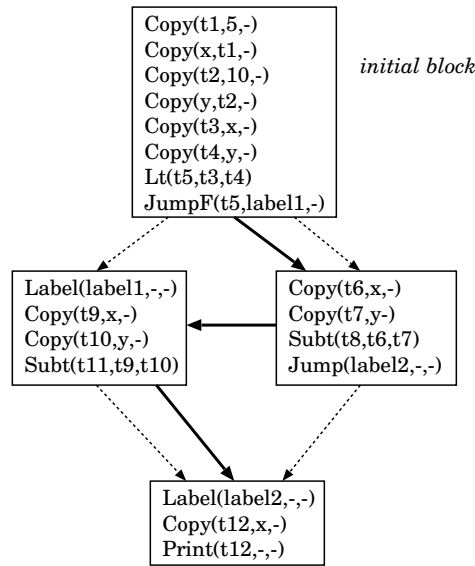 Copy(t1,5,-)
Copy(x,t1,-)
Copy(t2,10,-)
Copy(y,t2,-)
Copy(t3,x,-)
Copy(t4,y,-)
Lt(t5,t3,t4)
JumpF(t5,label1,-)
initial block
Label(label1,-,-)
Copy(t9,x,-)
Copy(t10,y,-)
Subt(t11,t9,t10)
Copy(t6,x,-)
Copy(t7,y-)
Subt(t8,t6,t7)
Jump(label2,-,-)
Label(label2,-,-)
Copy(t12,x,-)
Print(t12,-,-)